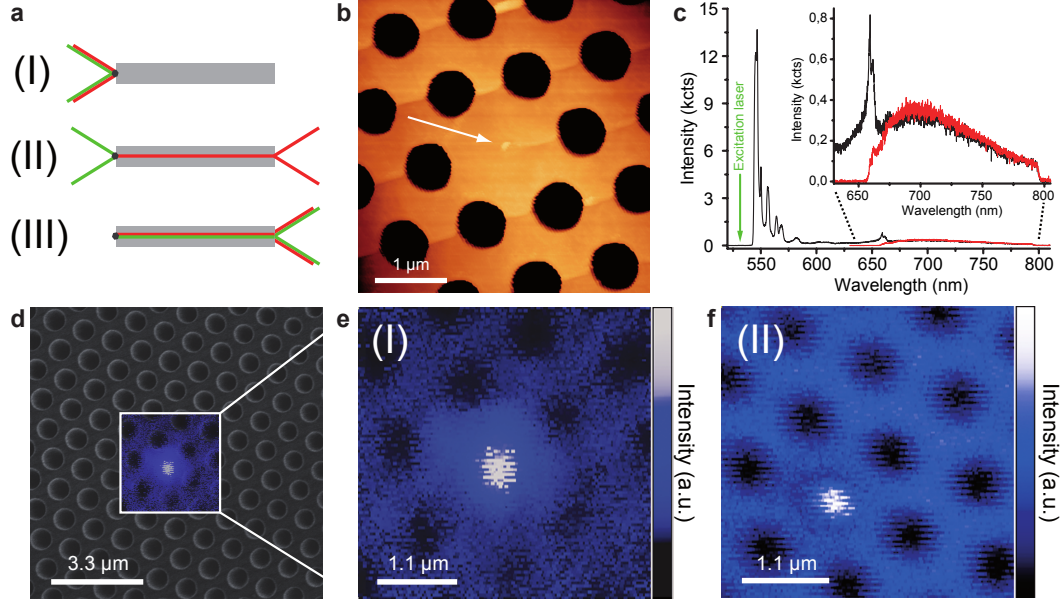 a
(I)
(II)
(III)
b
1 µm
c
Intensity (kcts)
15
12
9
6
3
0
Excitation laser
550
600
650
700
750
800
Wavelength (nm)
Intensity (kcts)
0,8
0,6
0,4
0,2
0,0
650
700
750
800
Wavelength (nm)
d
3.3 µm
e
(I)
1.1 µm
Intensity (a.u.)
f
(II)
1.1 µm
Intensity (a.u.)